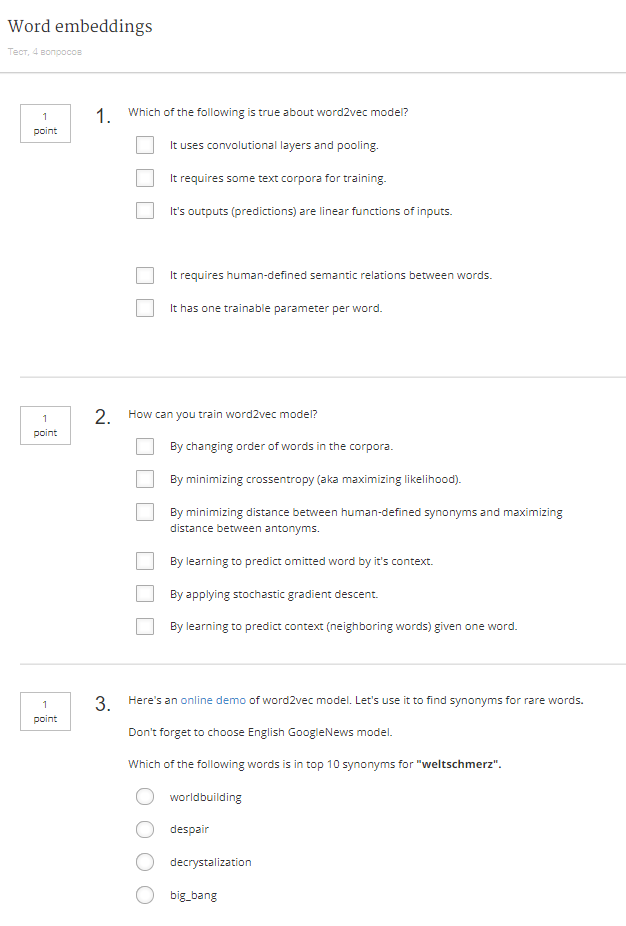 Word embeddings
Тест, 4 вопросов
1
point
1.
Which of the following is true about word2vec model?
It uses convolutional layers and pooling.
It requires some text corpora for training.
It's outputs (predictions) are linear functions of inputs.
It requires human-defined semantic relations between words.
It has one trainable parameter per word.
1
point
2.
How can you train word2vec model?
By changing order of words in the corpora.
By minimizing crossentropy (aka maximizing likelihood).
By minimizing distance between human-defined synonyms and maximizing
distance between antonyms.
By learning to predict omitted word by it's context.
By applying stochastic gradient descent.
By learning to predict context (neighboring words) given one word.
1
point
3.
Here's an online demo of word2vec model. Let's use it to find synonyms for rare words.
Don't forget to choose English GoogleNews model.
Which of the following words is in top 10 synonyms for "weltschmerz".
worldbuilding
despair
decrystalization
big_bang